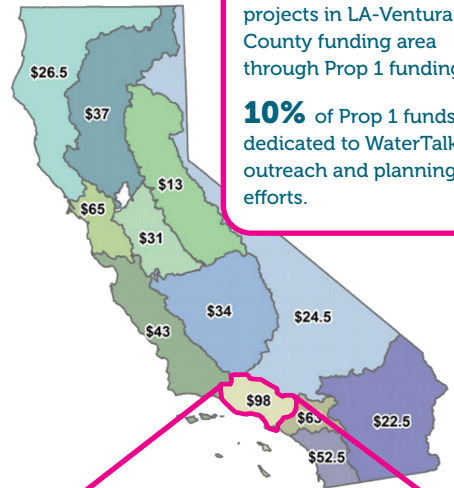 projects in LA-Ventura
County funding area
through Prop 1 funding
10% of Prop 1 funds
dedicated to WaterTalk
outreach and planning
efforts.
$26.5
$37
$13
$65
$31
$34
$24.5
$43
$98
$63
$22.5
$52.5